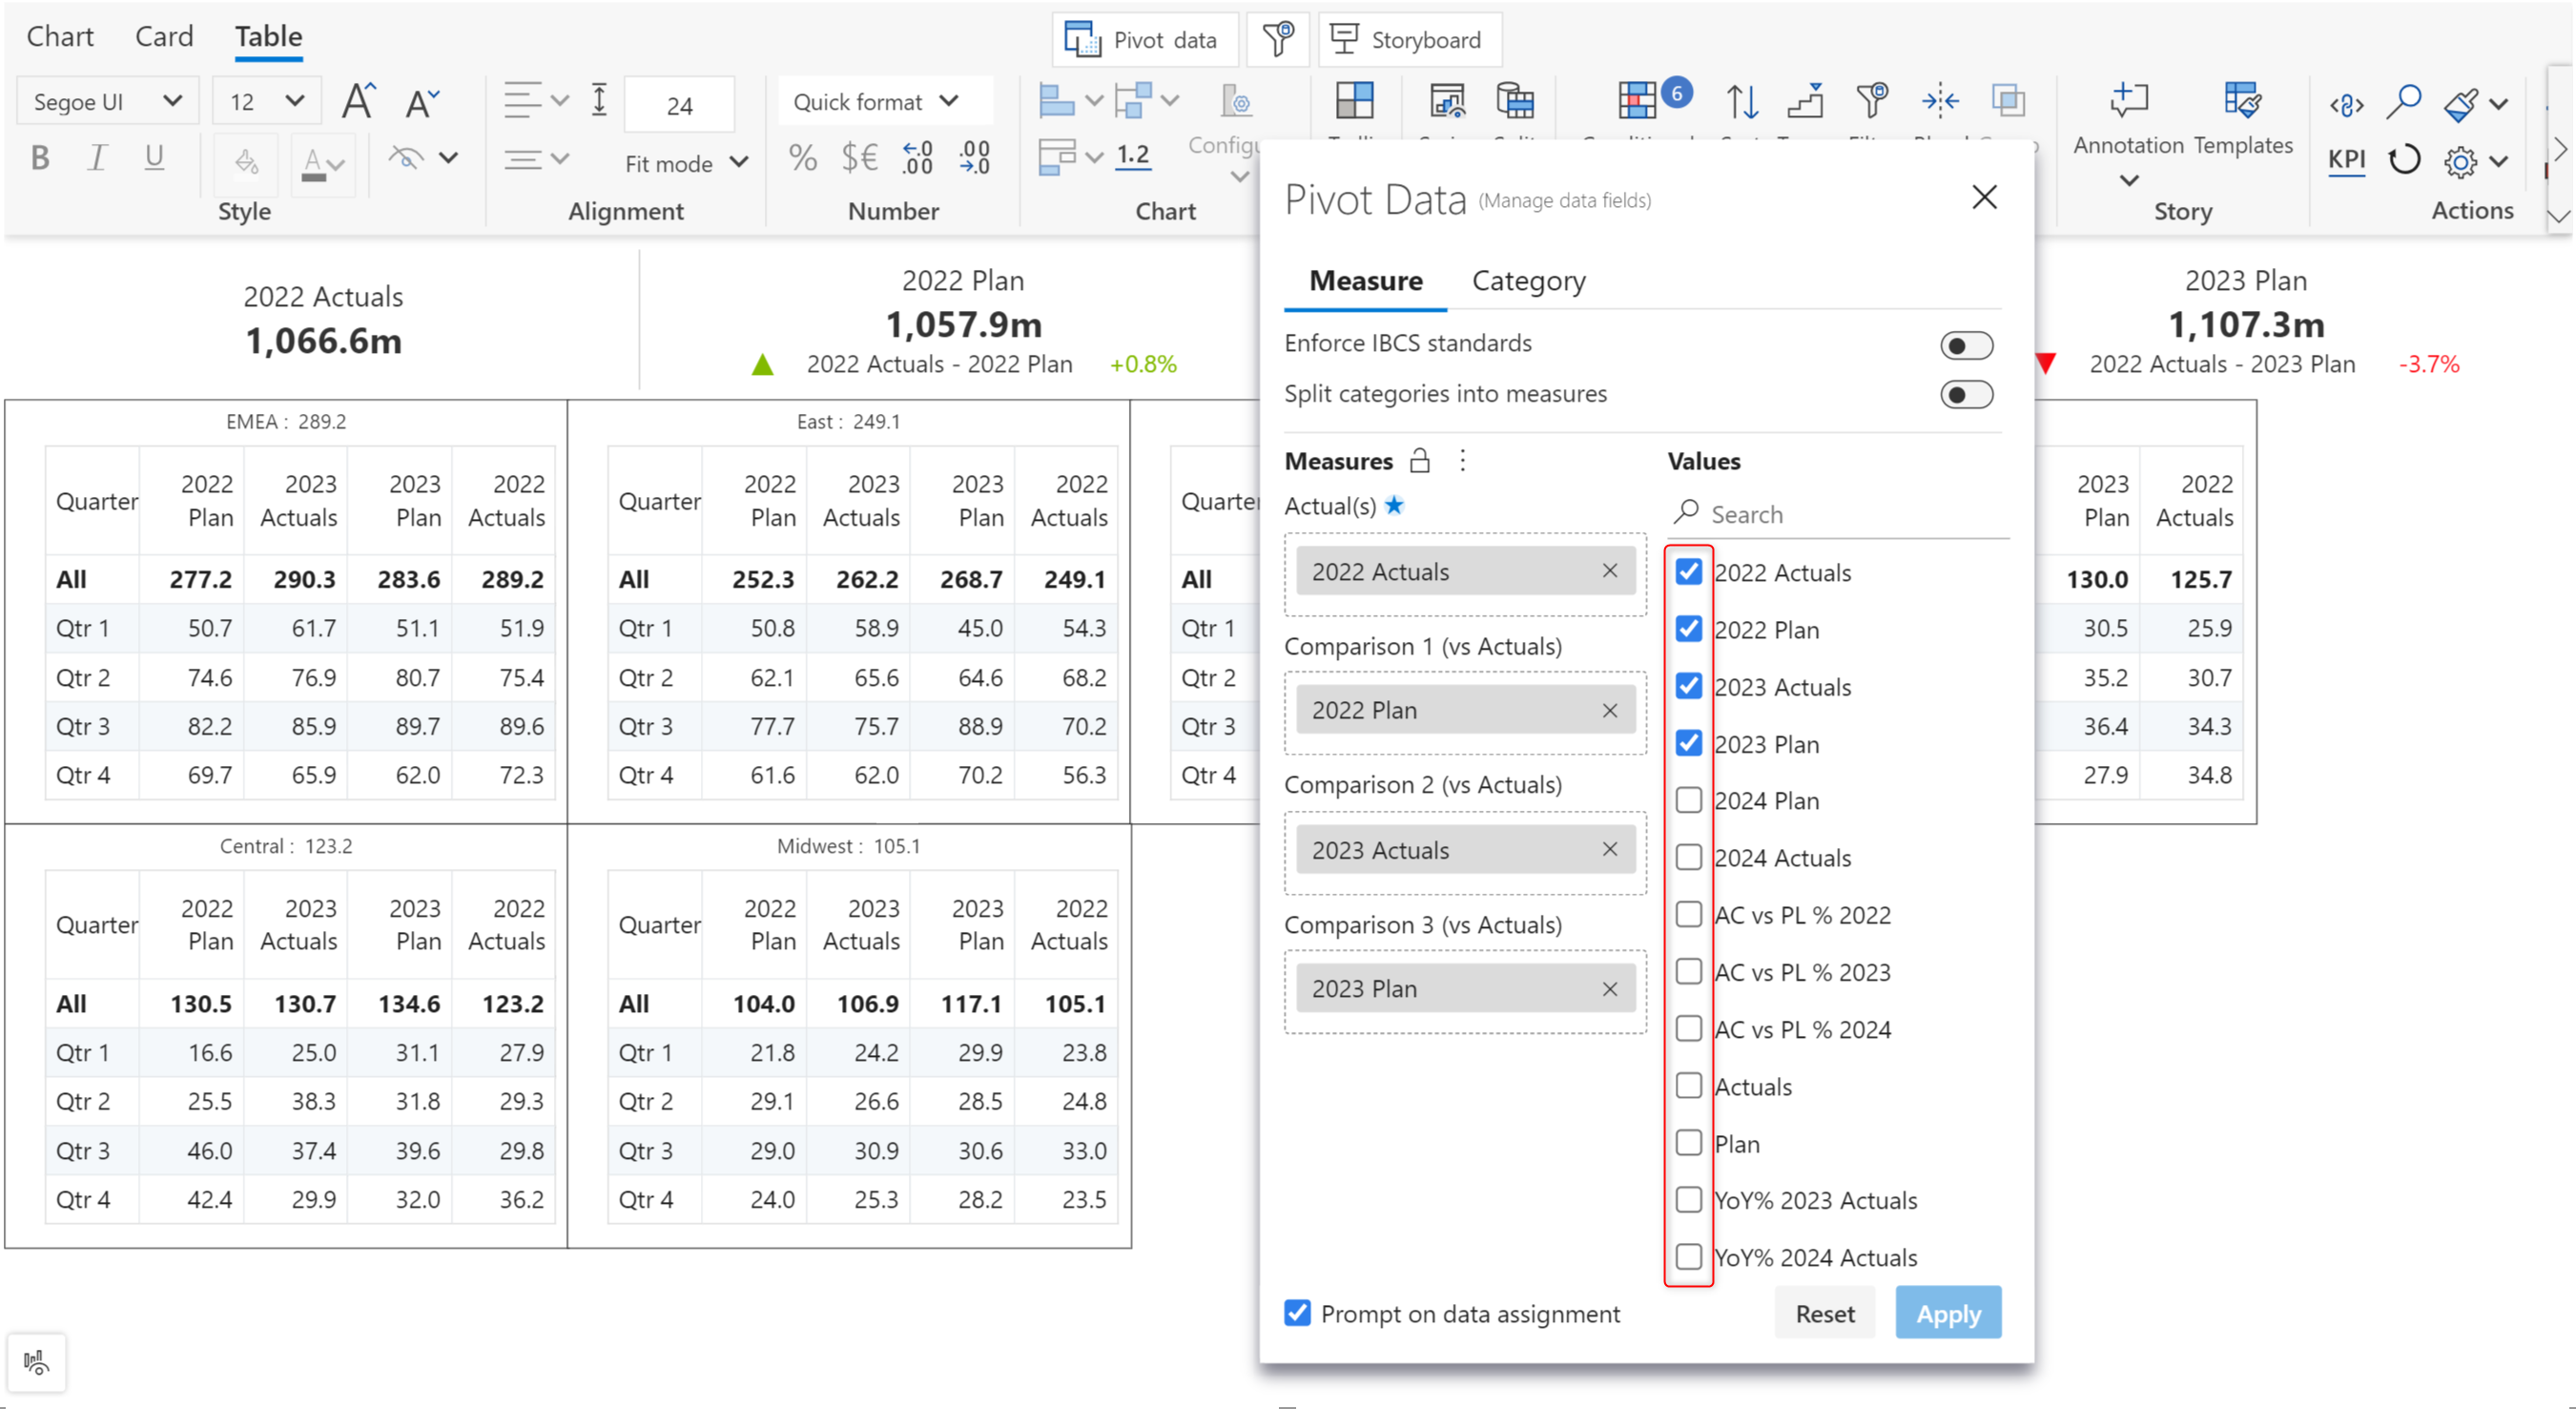 Chart Card Table
Pivot data Storyboard
Segoe UI 12 A A 24 Quick format 6
Configu Annotation Templates
B I U A Fit mode % $€ ←.0 .00 .00 →.0 1.2 KPI
Style Alignment Number Chart Story Actions
Pivot Data (Manage data fields)
Measure Category
Enforce IBCS standards
Split categories into measures
Measures Values
Actual(s) Search
2022 Actuals
Comparison 1 (vs Actuals)
2022 Plan
Comparison 2 (vs Actuals)
2023 Actuals
Comparison 3 (vs Actuals)
2023 Plan
2022 Actuals
2022 Plan
2023 Actuals
2023 Plan
2024 Plan
2024 Actuals
AC vs PL % 2022
AC vs PL % 2023
AC vs PL % 2024
Actuals
Plan
YoY% 2023 Actuals
YoY% 2024 Actuals
Prompt on data assignment Reset Apply
2022 Actuals
1,066.6m
2022 Plan
1,057.9m
2022 Actuals - 2022 Plan +0.8%
2023 Plan
1,107.3m
2022 Actuals - 2023 Plan -3.7%
EMEA : 289.2
Quarter 2022 Plan 2023 Actuals 2023 Plan 2022 Actuals
All 277.2 290.3 283.6 289.2
Qtr 1 50.7 61.7 51.1 51.9
Qtr 2 74.6 76.9 80.7 75.4
Qtr 3 82.2 85.9 89.7 89.6
Qtr 4 69.7 65.9 62.0 72.3
East : 249.1
Quarter 2022 Plan 2023 Actuals 2023 Plan 2022 Actuals
All 252.3 262.2 268.7 249.1
Qtr 1 50.8 58.9 45.0 54.3
Qtr 2 62.1 65.6 64.6 68.2
Qtr 3 77.7 75.7 88.9 70.2
Qtr 4 61.6 62.0 70.2 56.3
Quarter
All
Qtr 1
Qtr 2
Qtr 3
Qtr 4
2023 Plan 2022 Actuals
130.0 125.7
30.5 25.9
35.2 30.7
36.4 34.3
27.9 34.8
Central : 123.2
Quarter 2022 Plan 2023 Actuals 2023 Plan 2022 Actuals
All 130.5 130.7 134.6 123.2
Qtr 1 16.6 25.0 31.1 27.9
Qtr 2 25.5 38.3 31.8 29.3
Qtr 3 46.0 37.4 39.6 29.8
Qtr 4 42.4 29.9 32.0 36.2
Midwest : 105.1
Quarter 2022 Plan 2023 Actuals 2023 Plan 2022 Actuals
All 104.0 106.9 117.1 105.1
Qtr 1 21.8 24.2 29.9 23.8
Qtr 2 29.1 26.6 28.5 24.8
Qtr 3 29.0 30.9 30.6 33.0
Qtr 4 24.0 25.3 28.2 23.5